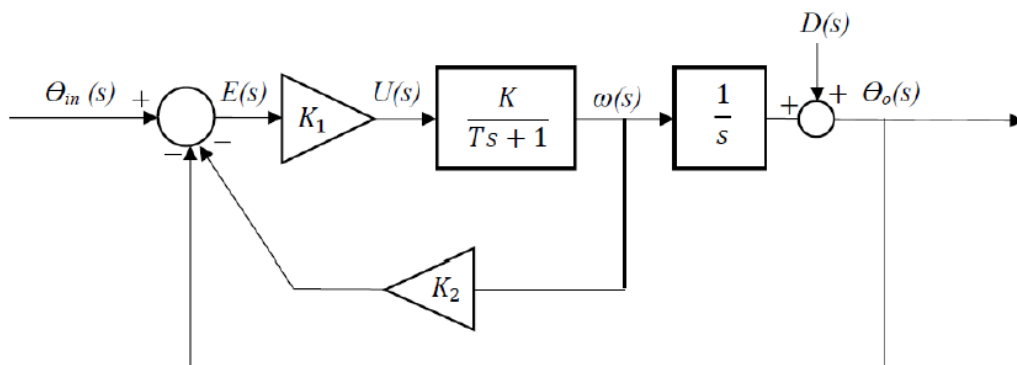 D(s)
ϴin (s) + E(s) K1 U(s) K / Ts + 1 ω(s) 1 / s + + ϴo(s)
− −
K2